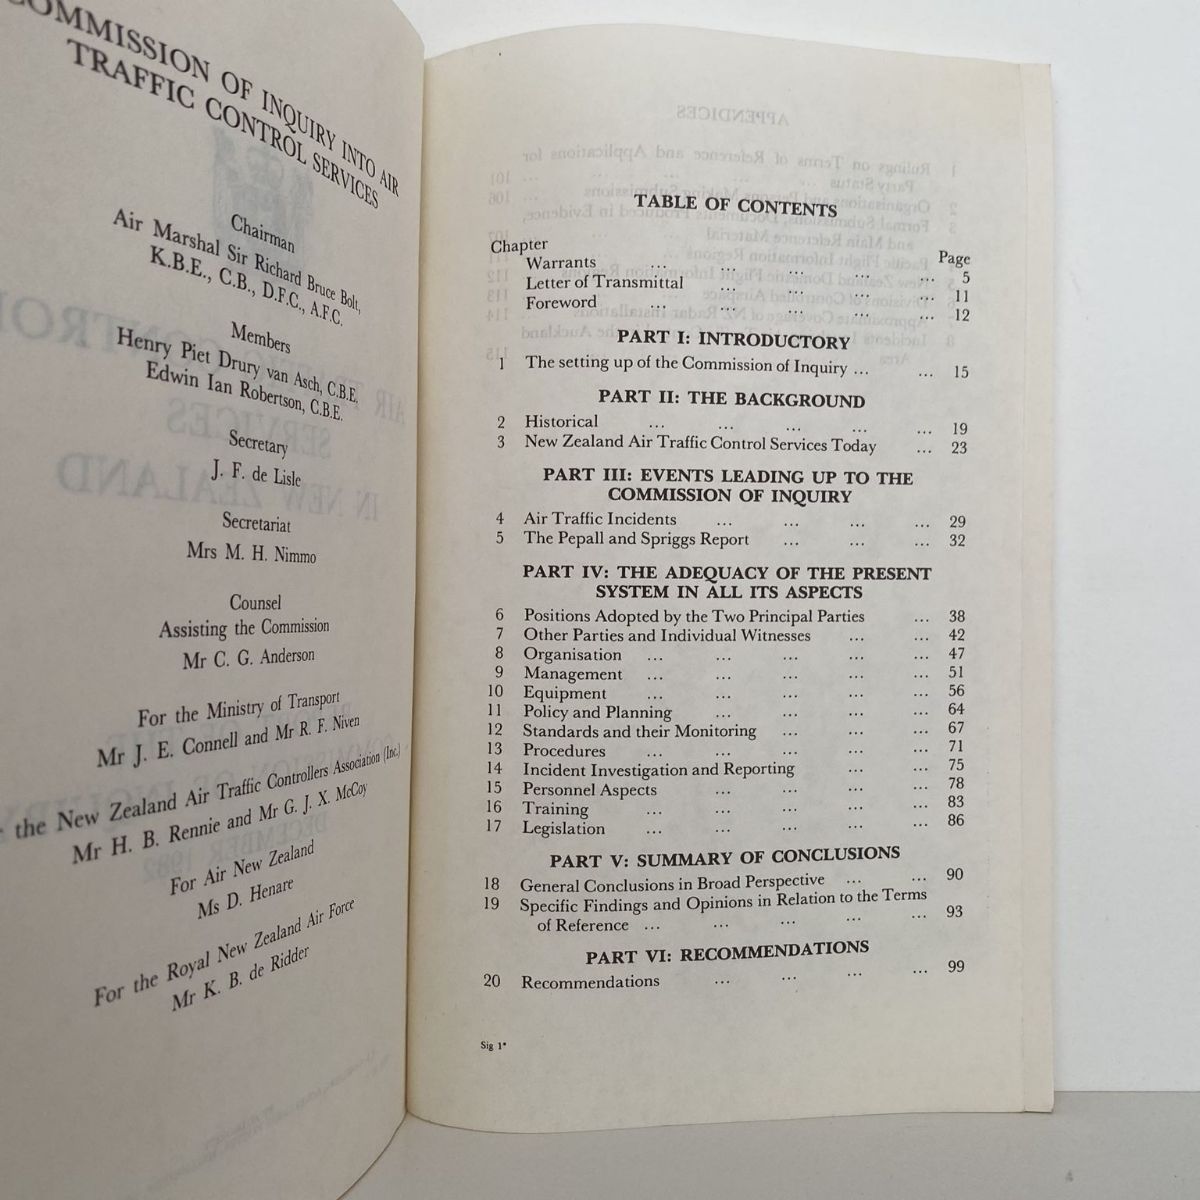 COMMISSION OF INQUIRY INTO AIR
TRAFFIC CONTROL SERVICES
Chairman
Air Marshal Sir Richard Bruce Bolt,
K.B.E., C.B., D.F.C., A.F.C.
Members
Henry Piet Drury van Asch, C.B.E.
Edwin Ian Robertson, C.B.E.
Secretary
J. F. de Lisle
Secretariat
Mrs M. H. Nimmo
Counsel
Assisting the Commission
Mr C. G. Anderson
For the Ministry of Transport
Mr J. E. Connell and Mr R. F. Niven
the New Zealand Air Traffic Controllers Association (Inc.)
Mr H. B. Rennie and Mr G. J. X. McCoy
For Air New Zealand
Ms D. Henare
For the Royal New Zealand Air Force
Mr K. B. de Ridder
TABLE OF CONTENTS
Chapter Page
Warrants ... ... ... ... ... 5
Letter of Transmittal ... ... ... ... 11
Foreword ... ... ... ... ... 12
PART I: INTRODUCTORY
1 The setting up of the Commission of Inquiry ... ... 15
PART II: THE BACKGROUND
2 Historical ... ... ... ... ... 19
3 New Zealand Air Traffic Control Services Today ... 23
PART III: EVENTS LEADING UP TO THE
COMMISSION OF INQUIRY
4 Air Traffic Incidents ... ... ... ... 29
5 The Pepall and Spriggs Report ... ... ... 32
PART IV: THE ADEQUACY OF THE PRESENT
SYSTEM IN ALL ITS ASPECTS
6 Positions Adopted by the Two Principal Parties ... 38
7 Other Parties and Individual Witnesses ... ... 42
8 Organisation ... ... ... ... ... 47
9 Management ... ... ... ... ... 51
10 Equipment ... ... ... ... ... 56
11 Policy and Planning ... ... ... ... 64
12 Standards and their Monitoring ... ... ... 67
13 Procedures ... ... ... ... ... 71
14 Incident Investigation and Reporting ... ... 75
15 Personnel Aspects ... ... ... ... 78
16 Training ... ... ... ... ... 83
17 Legislation ... ... ... ... ... 86
PART V: SUMMARY OF CONCLUSIONS
18 General Conclusions in Broad Perspective ... ... 90
19 Specific Findings and Opinions in Relation to the Terms
of Reference ... ... ... ... ... 93
PART VI: RECOMMENDATIONS
20 Recommendations ... ... ... ... 99
Sig 1*